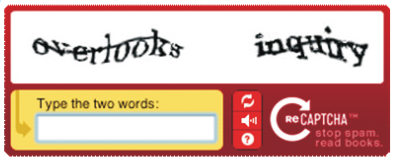 overlooks inquiry
Type the two words:
?
reCAPTCHA™
stop spam.
read books.